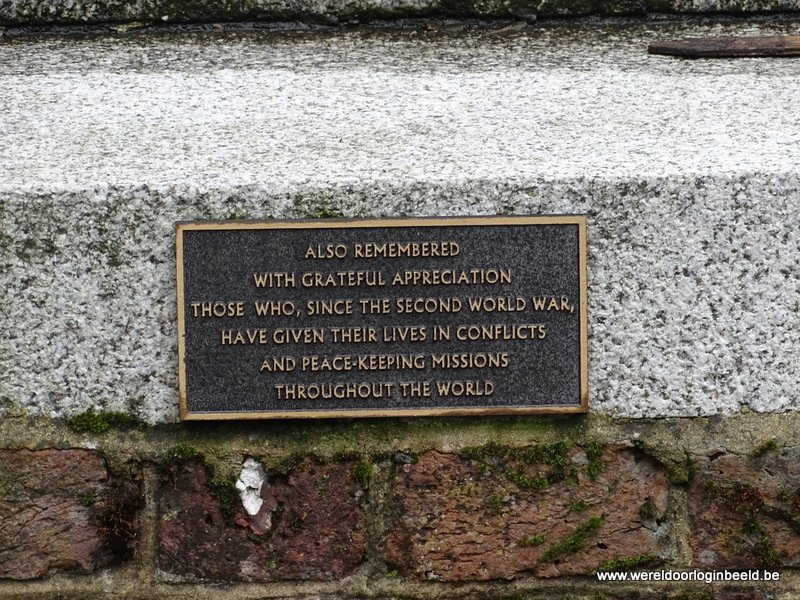 ALSO REMEMBERED
WITH GRATEFUL APPRECIATION
THOSE WHO, SINCE THE SECOND WORLD WAR,
HAVE GIVEN THEIR LIVES IN CONFLICTS
AND PEACE-KEEPING MISSIONS
THROUGHOUT THE WORLD
www.wereldoorloginbeeld.be